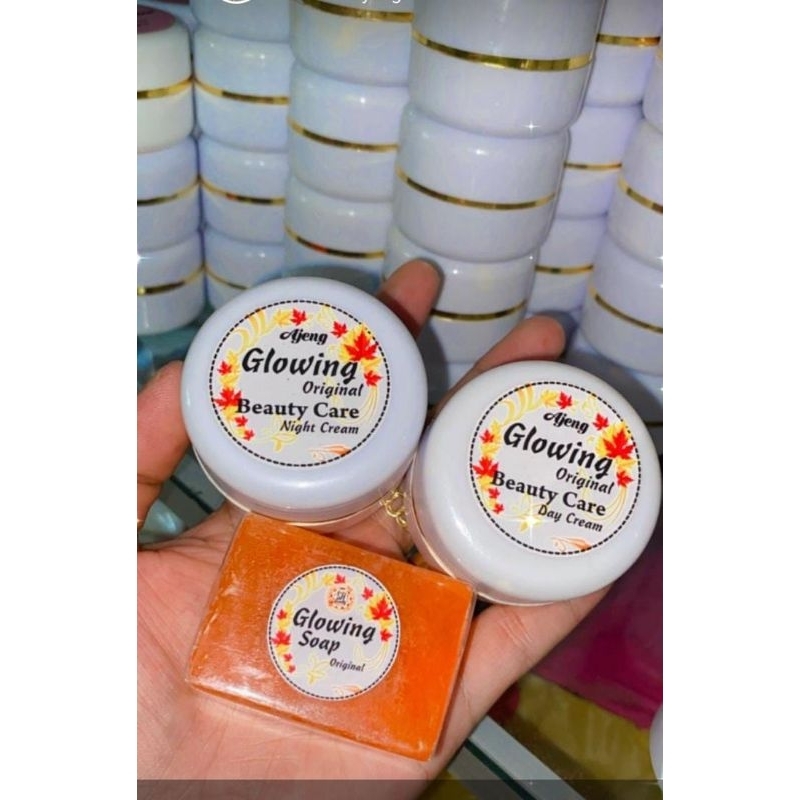 Ajeng
Glowing
Original
Beauty Care
Night Cream
Ajeng
Glowing
Original
Beauty Care
Day Cream
Glowing
Soap
Original